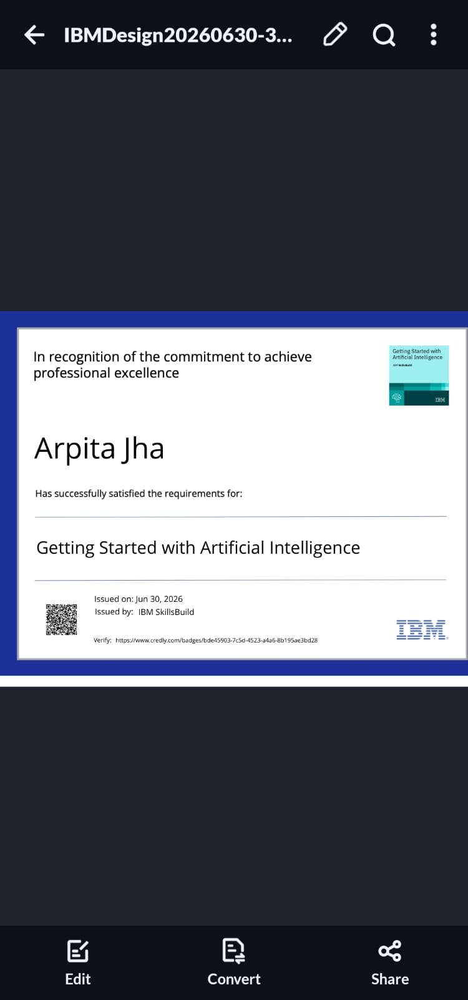 IBMDesign20260630-3...
In recognition of the commitment to achieve
professional excellence
Getting Started with
Artificial Intelligence
IBM SkillsBuild
IBM
Arpita Jha
Has successfully satisfied the requirements for:
Getting Started with Artificial Intelligence
Issued on: Jun 30, 2026
Issued by: IBM SkillsBuild
Verify: https://www.credly.com/badges/bde45903-7c5d-4523-a4a6-8b195ae3bd28
IBM
Edit
Convert
Share